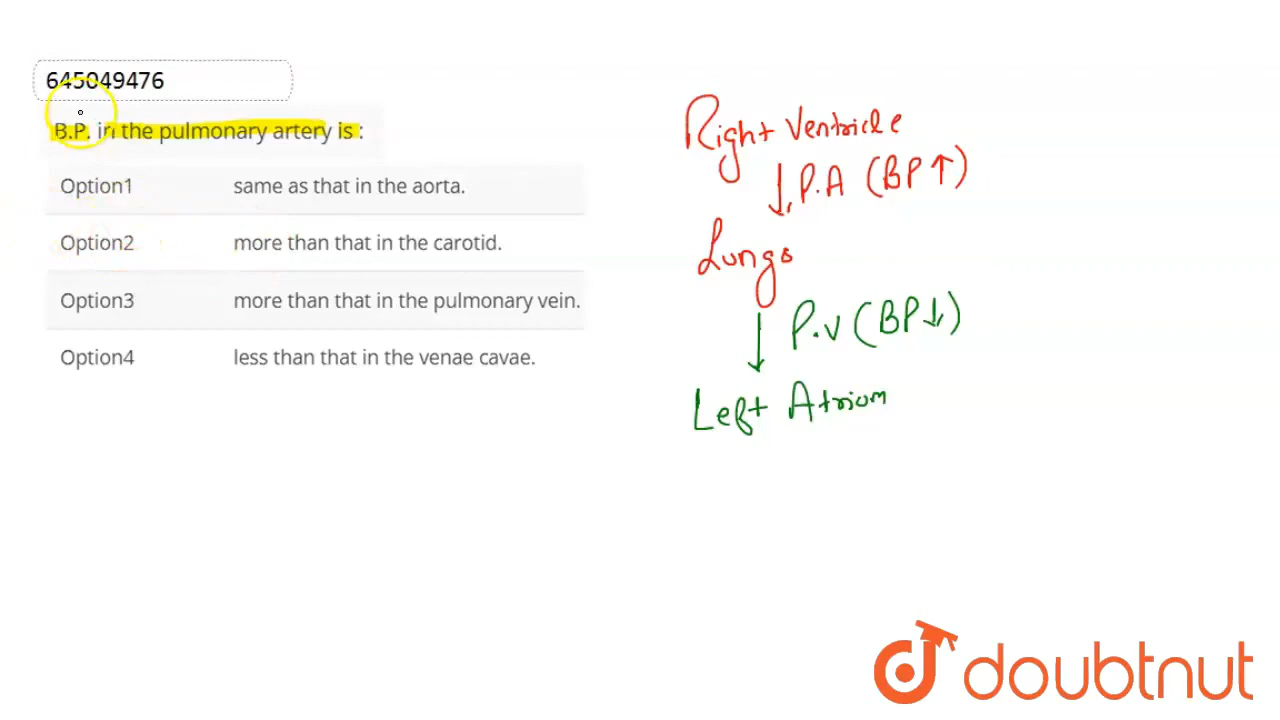 645049476
B.P. in the pulmonary artery is :
Option1 same as that in the aorta.
Option2 more than that in the carotid.
Option3 more than that in the pulmonary vein.
Option4 less than that in the venae cavae.
Right Ventricle
↓ P.A (BP↑)
Lungs
↓ P.V (BP↓)
Left Atrium
doubtnut